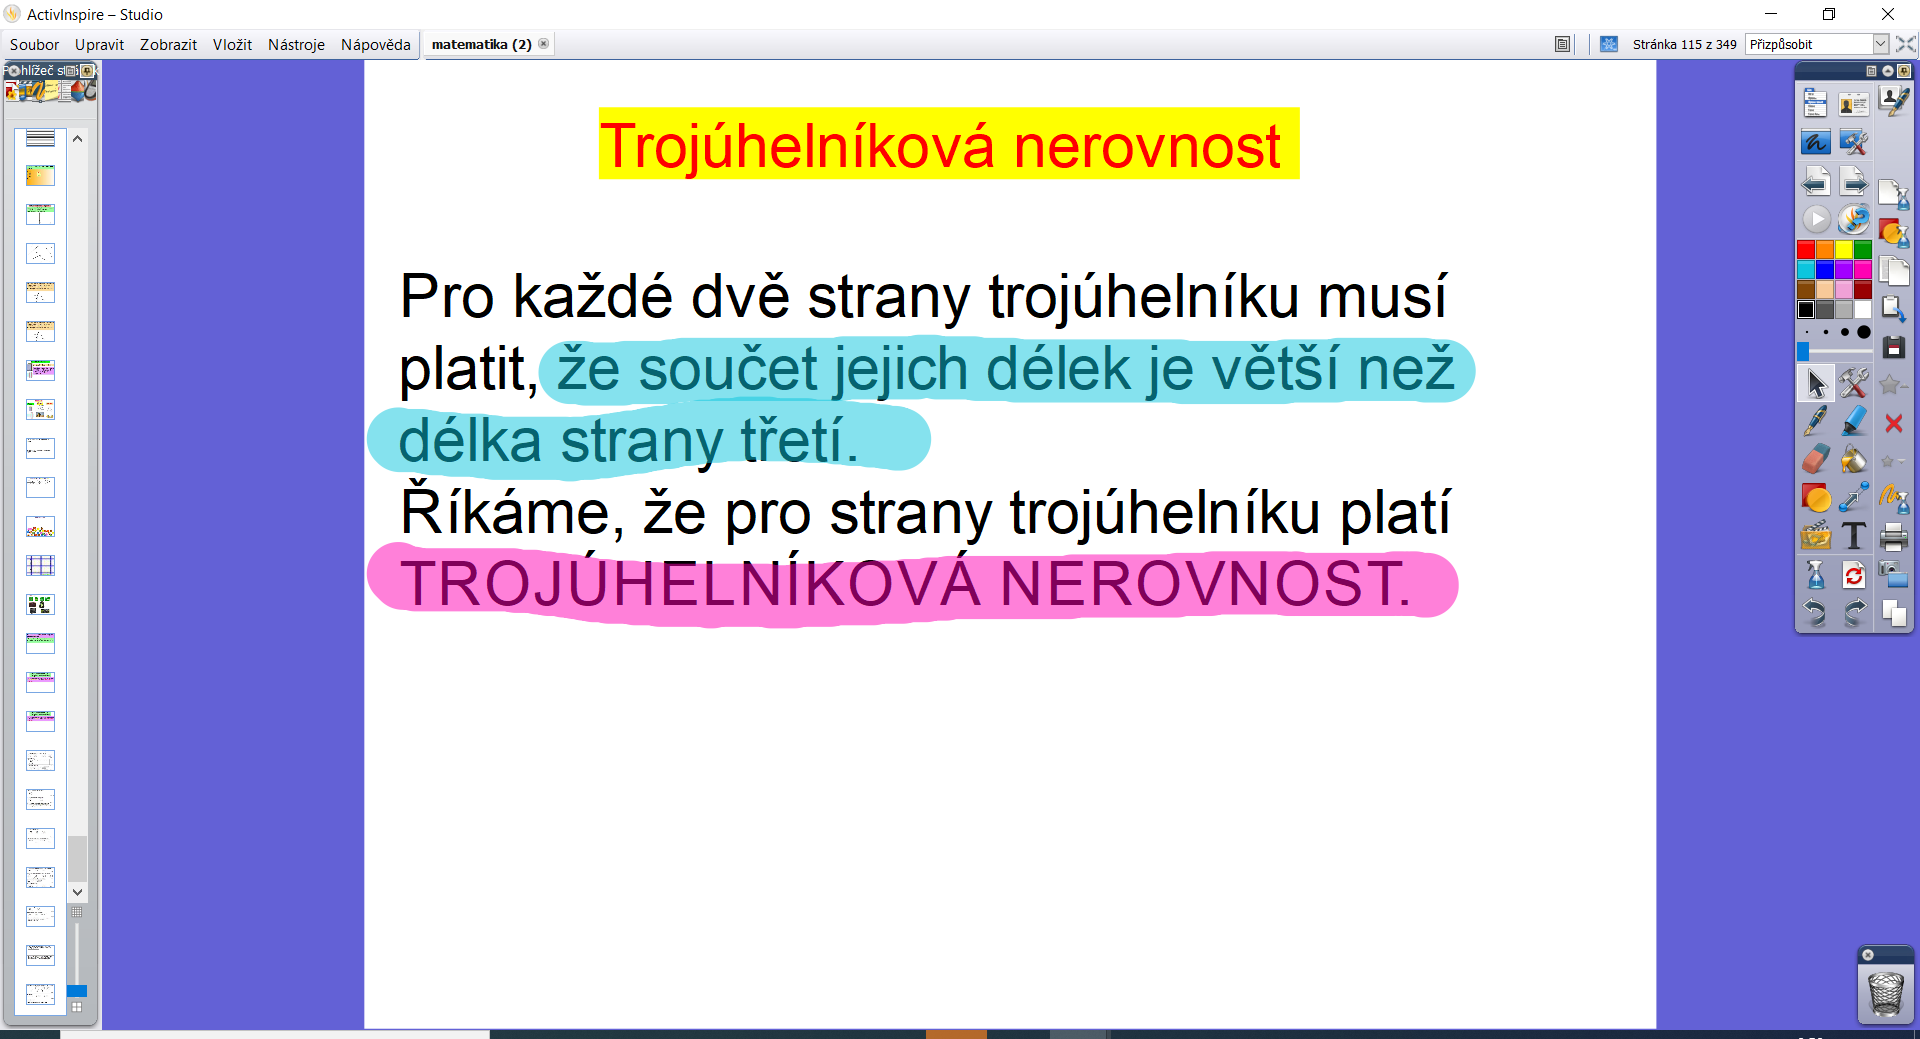 ActivInspire – Studio
Soubor Upravit Zobrazit Vložit Nástroje Nápověda
matematika (2)
Stránka 115 z 349
Přizpůsobit
Trojúhelníková nerovnost
Pro každé dvě strany trojúhelníku musí
platit, že součet jejich délek je větší než
délka strany třetí.
Říkáme, že pro strany trojúhelníku platí
TROJÚHELNÍKOVÁ NEROVNOST.